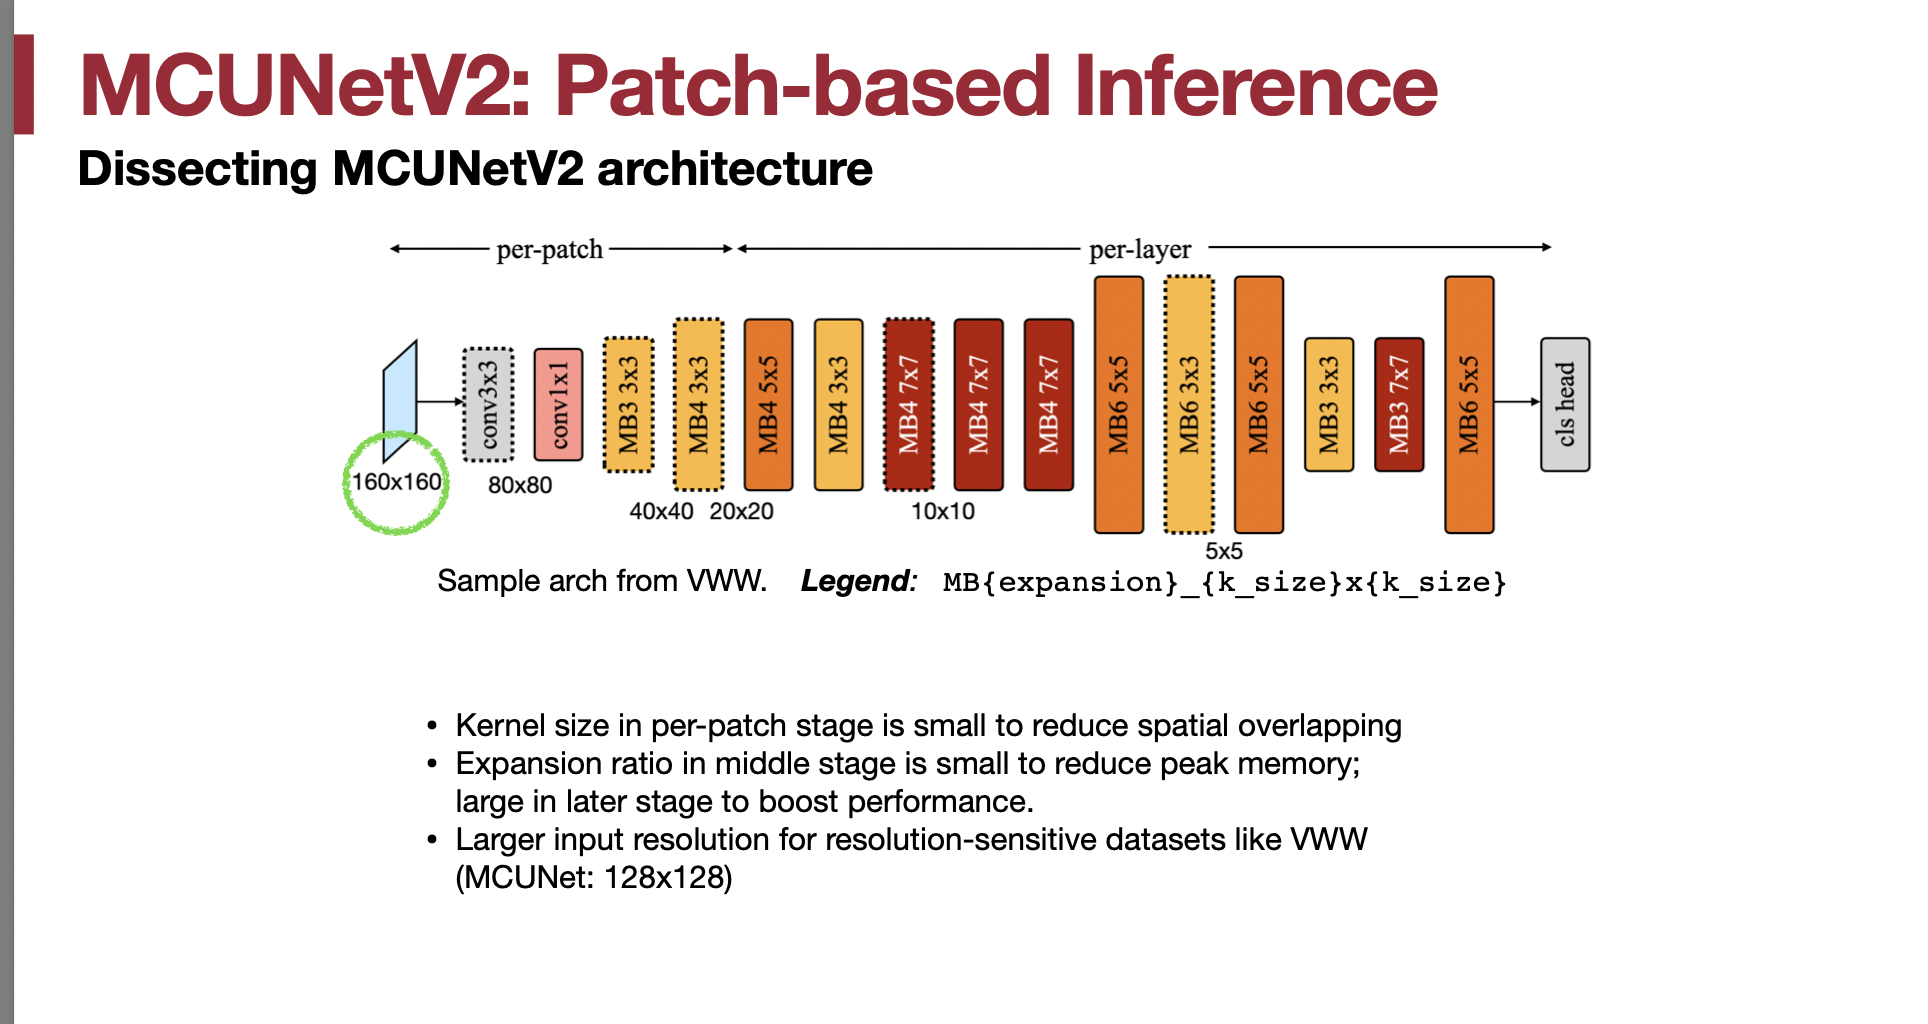 MCUNetV2: Patch-based Inference
Dissecting MCUNetV2 architecture
per-patch
per-layer
conv3x3
conv1x1
MB3 3x3
MB4 3x3
MB4 5x5
MB4 3x3
MB4 7x7
MB4 7x7
MB4 7x7
MB6 5x5
MB6 3x3
MB6 5x5
MB3 3x3
MB3 7x7
MB6 5x5
cls head
160x160
80x80
40x40
20x20
10x10
5x5
Sample arch from VWW. Legend: MB{expansion}_{k_size}x{k_size}
• Kernel size in per-patch stage is small to reduce spatial overlapping
• Expansion ratio in middle stage is small to reduce peak memory;
large in later stage to boost performance.
• Larger input resolution for resolution-sensitive datasets like VWW
(MCUNet: 128x128)